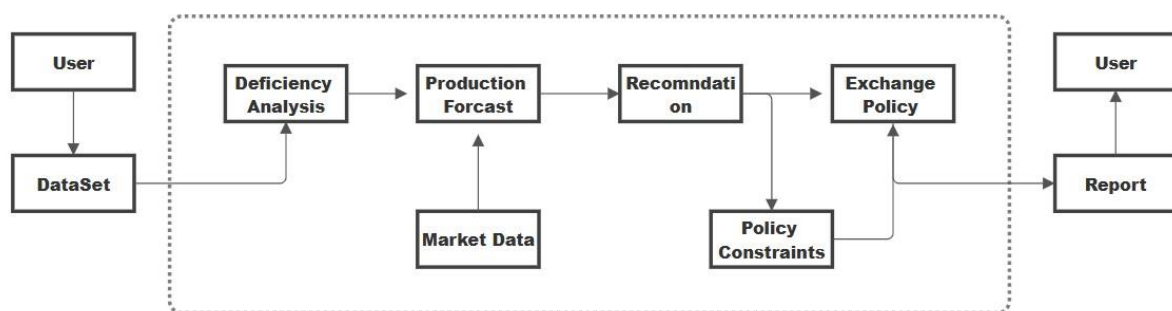 User
DataSet
Deficiency
Analysis
Production
Forcast
Market Data
Recomndati
on
Exchange
Policy
Policy
Constraints
User
Report